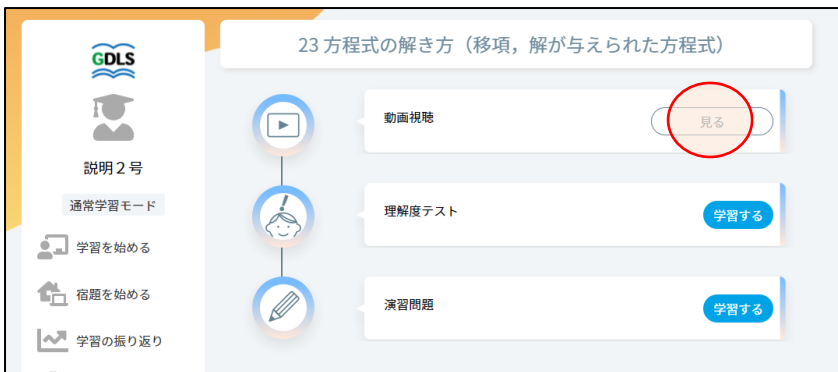 GDLS
説明２号
通常学習モード
学習を始める
宿題を始める
学習の振り返り
23 方程式の解き方（移項，解が与えられた方程式）
動画視聴
見る
理解度テスト
学習する
演習問題
学習する